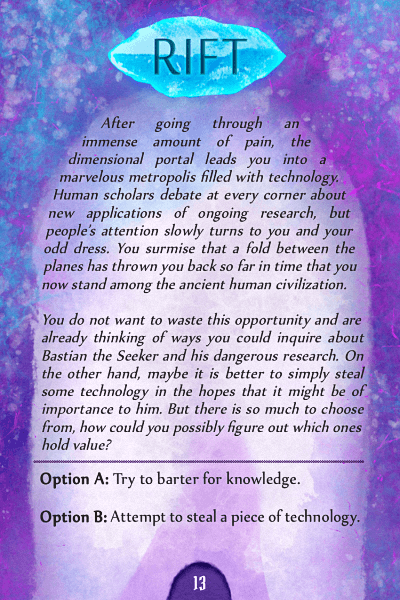 RIFT
After going through an
immense amount of pain, the
dimensional portal leads you into a
marvelous metropolis filled with technology.
Human scholars debate at every corner about
new applications of ongoing research, but
people's attention slowly turns to you and your
odd dress. You surmise that a fold between the
planes has thrown you back so far in time that you
now stand among the ancient human civilization.
You do not want to waste this opportunity and are
already thinking of ways you could inquire about
Bastian the Seeker and his dangerous research. On
the other hand, maybe it is better to simply steal
some technology in the hopes that it might be of
importance to him. But there is so much to choose
from, how could you possibly figure out which ones
hold value?
Option A: Try to barter for knowledge.
Option B: Attempt to steal a piece of technology.
13